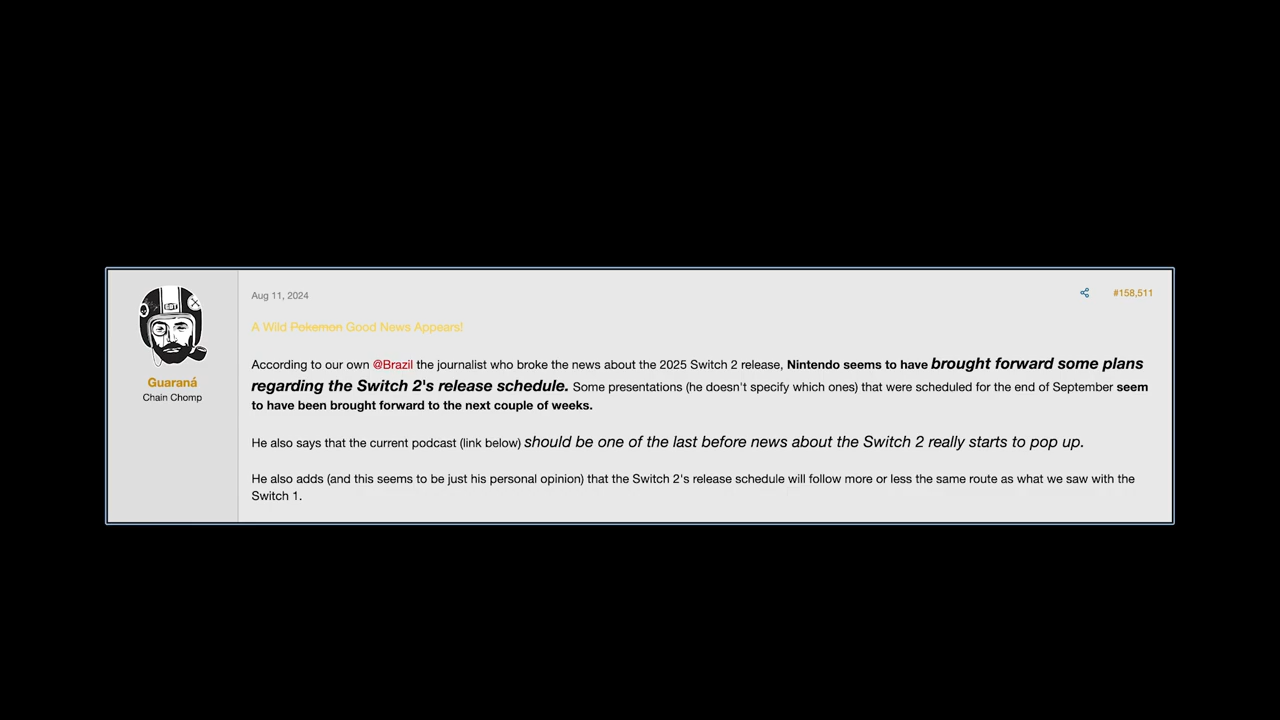 Aug 11, 2024
#158,511
A Wild Pokemon Good News Appears!
According to our own @Brazil the journalist who broke the news about the 2025 Switch 2 release, Nintendo seems to have brought forward some plans
regarding the Switch 2's release schedule. Some presentations (he doesn't specify which ones) that were scheduled for the end of September seem
to have been brought forward to the next couple of weeks.
He also says that the current podcast (link below) should be one of the last before news about the Switch 2 really starts to pop up.
He also adds (and this seems to be just his personal opinion) that the Switch 2's release schedule will follow more or less the same route as what we saw with the
Switch 1.
Guaraná
Chain Chomp